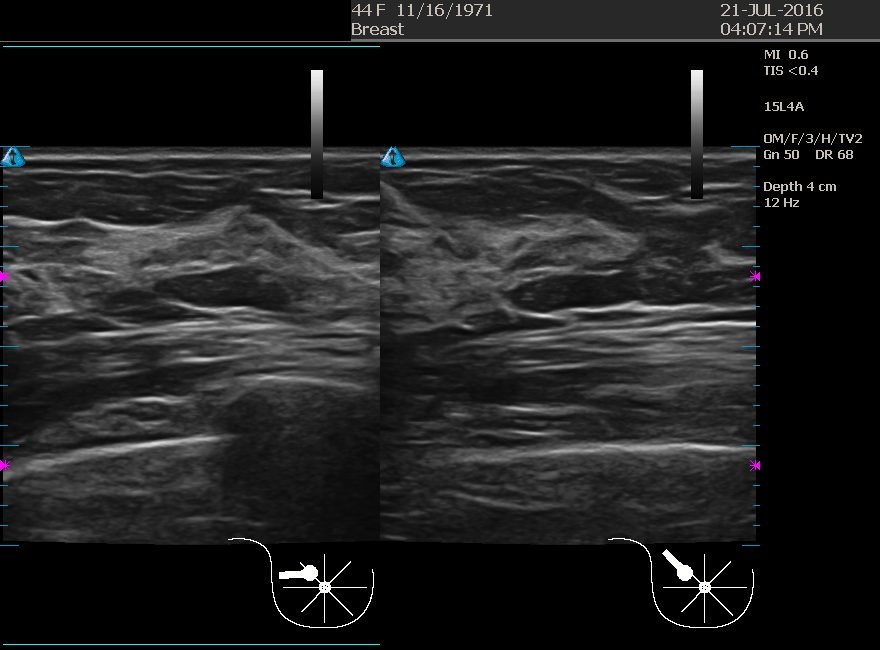 44 F 11/16/1971
21-JUL-2016
Breast
04:07:14 PM
MI 0.6
TIS <0.4
15L4A
OM/F/3/H/TV2
Gn 50 DR 68
Depth 4 cm
12 Hz